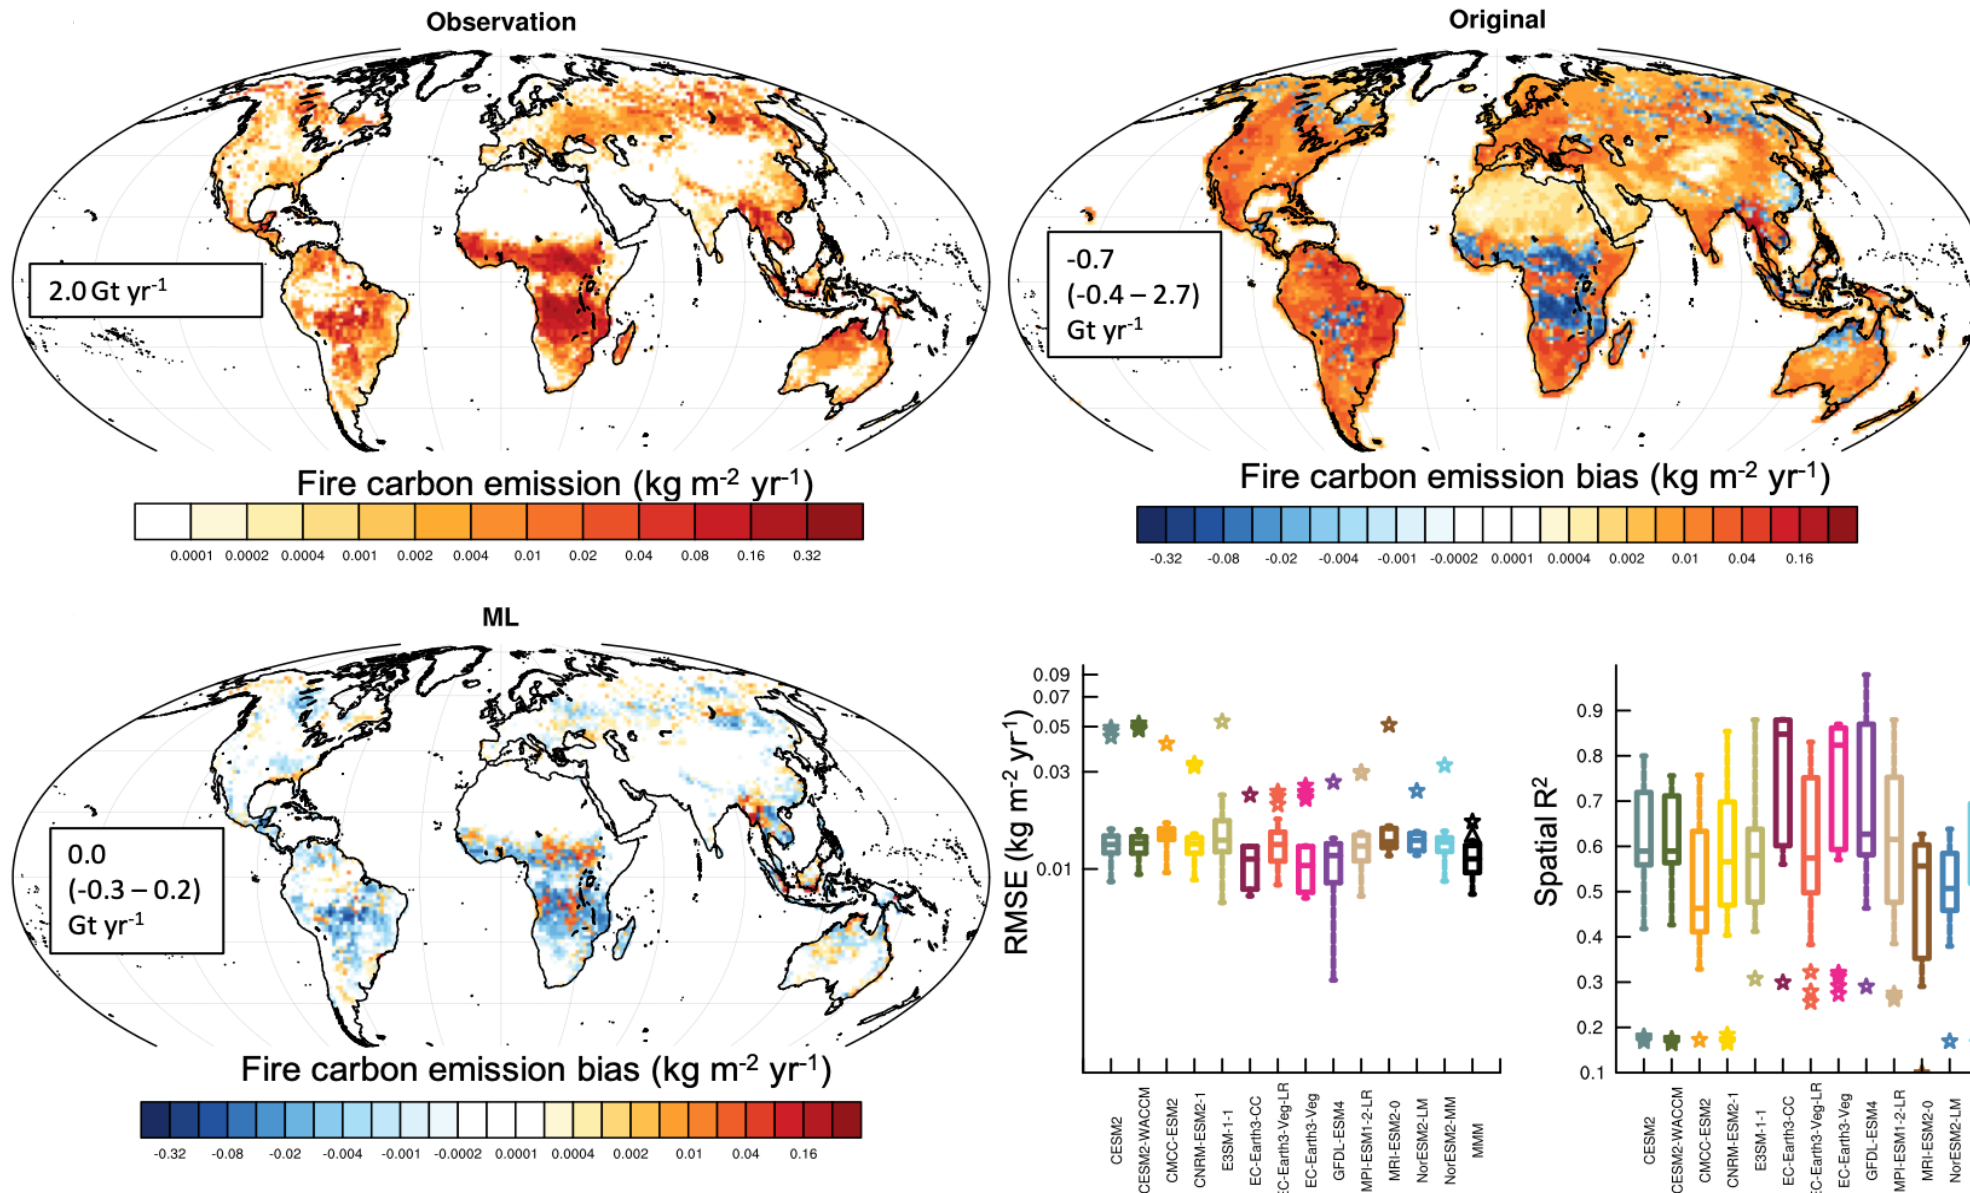 Observation
2.0 Gt yr-1
Fire carbon emission (kg m-2 yr-1)
0.0001 0.0002 0.0004 0.001 0.002 0.004 0.01 0.02 0.04 0.08 0.16 0.32
Original
-0.7
(-0.4 – 2.7)
Gt yr-1
Fire carbon emission bias (kg m-2 yr-1)
-0.32 -0.08 -0.02 -0.004 -0.001 -0.0002 0.0001 0.0004 0.002 0.01 0.04 0.16
ML
0.0
(-0.3 – 0.2)
Gt yr-1
Fire carbon emission bias (kg m-2 yr-1)
-0.32 -0.08 -0.02 -0.004 -0.001 -0.0002 0.0001 0.0004 0.002 0.01 0.04 0.16
RMSE (kg m-2 yr-1)
0.09
0.07
0.05
0.03
0.01
CESM2
CESM2-WACCM
CMCC-ESM2
CNRM-ESM2-1
E3SM-1-1
EC-Earth3-CC
EC-Earth3-Veg-LR
EC-Earth3-Veg
GFDL-ESM4
MPI-ESM1-2-LR
MRI-ESM2-0
NorESM2-LM
NorESM2-MM
MMM
Spatial R2
0.9
0.8
0.7
0.6
0.5
0.4
0.3
0.2
0.1
CESM2
CESM2-WACCM
CMCC-ESM2
CNRM-ESM2-1
E3SM-1-1
EC-Earth3-CC
EC-Earth3-Veg-LR
EC-Earth3-Veg
GFDL-ESM4
MPI-ESM1-2-LR
MRI-ESM2-0
NorESM2-LM